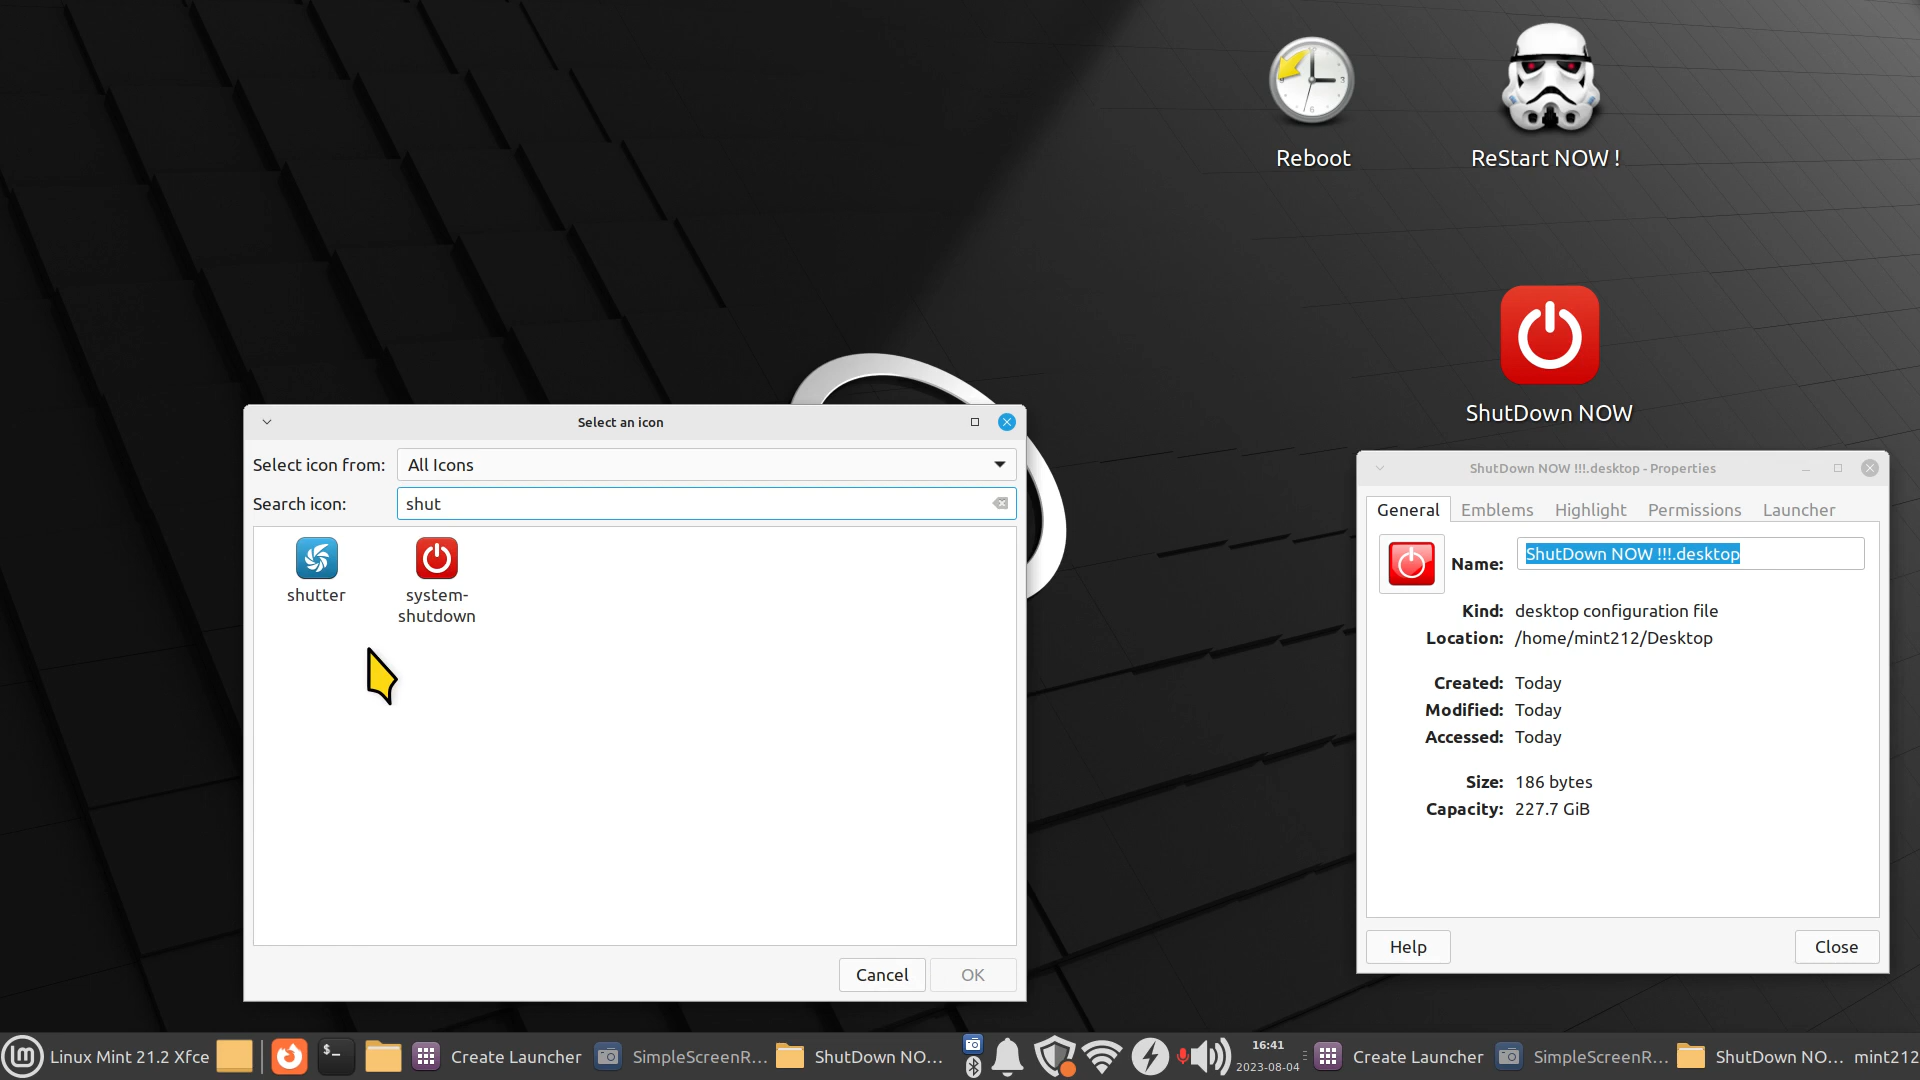 Reboot
ReStart NOW !
ShutDown NOW
Select an icon
Select icon from:
All Icons
Search icon:
shut
shutter
system-
shutdown
Cancel
OK
ShutDown NOW !!!.desktop - Properties
General
Emblems
Highlight
Permissions
Launcher
Name:
ShutDown NOW !!!.desktop
Kind:
desktop configuration file
Location:
/home/mint212/Desktop
Created:
Today
Modified:
Today
Accessed:
Today
Size:
186 bytes
Capacity:
227.7 GiB
Help
Close
Linux Mint 21.2 Xfce
$_
Create Launcher
SimpleScreenR...
ShutDown NO...
16:41
2023-08-04
Create Launcher
SimpleScreenR...
ShutDown NO...
mint212